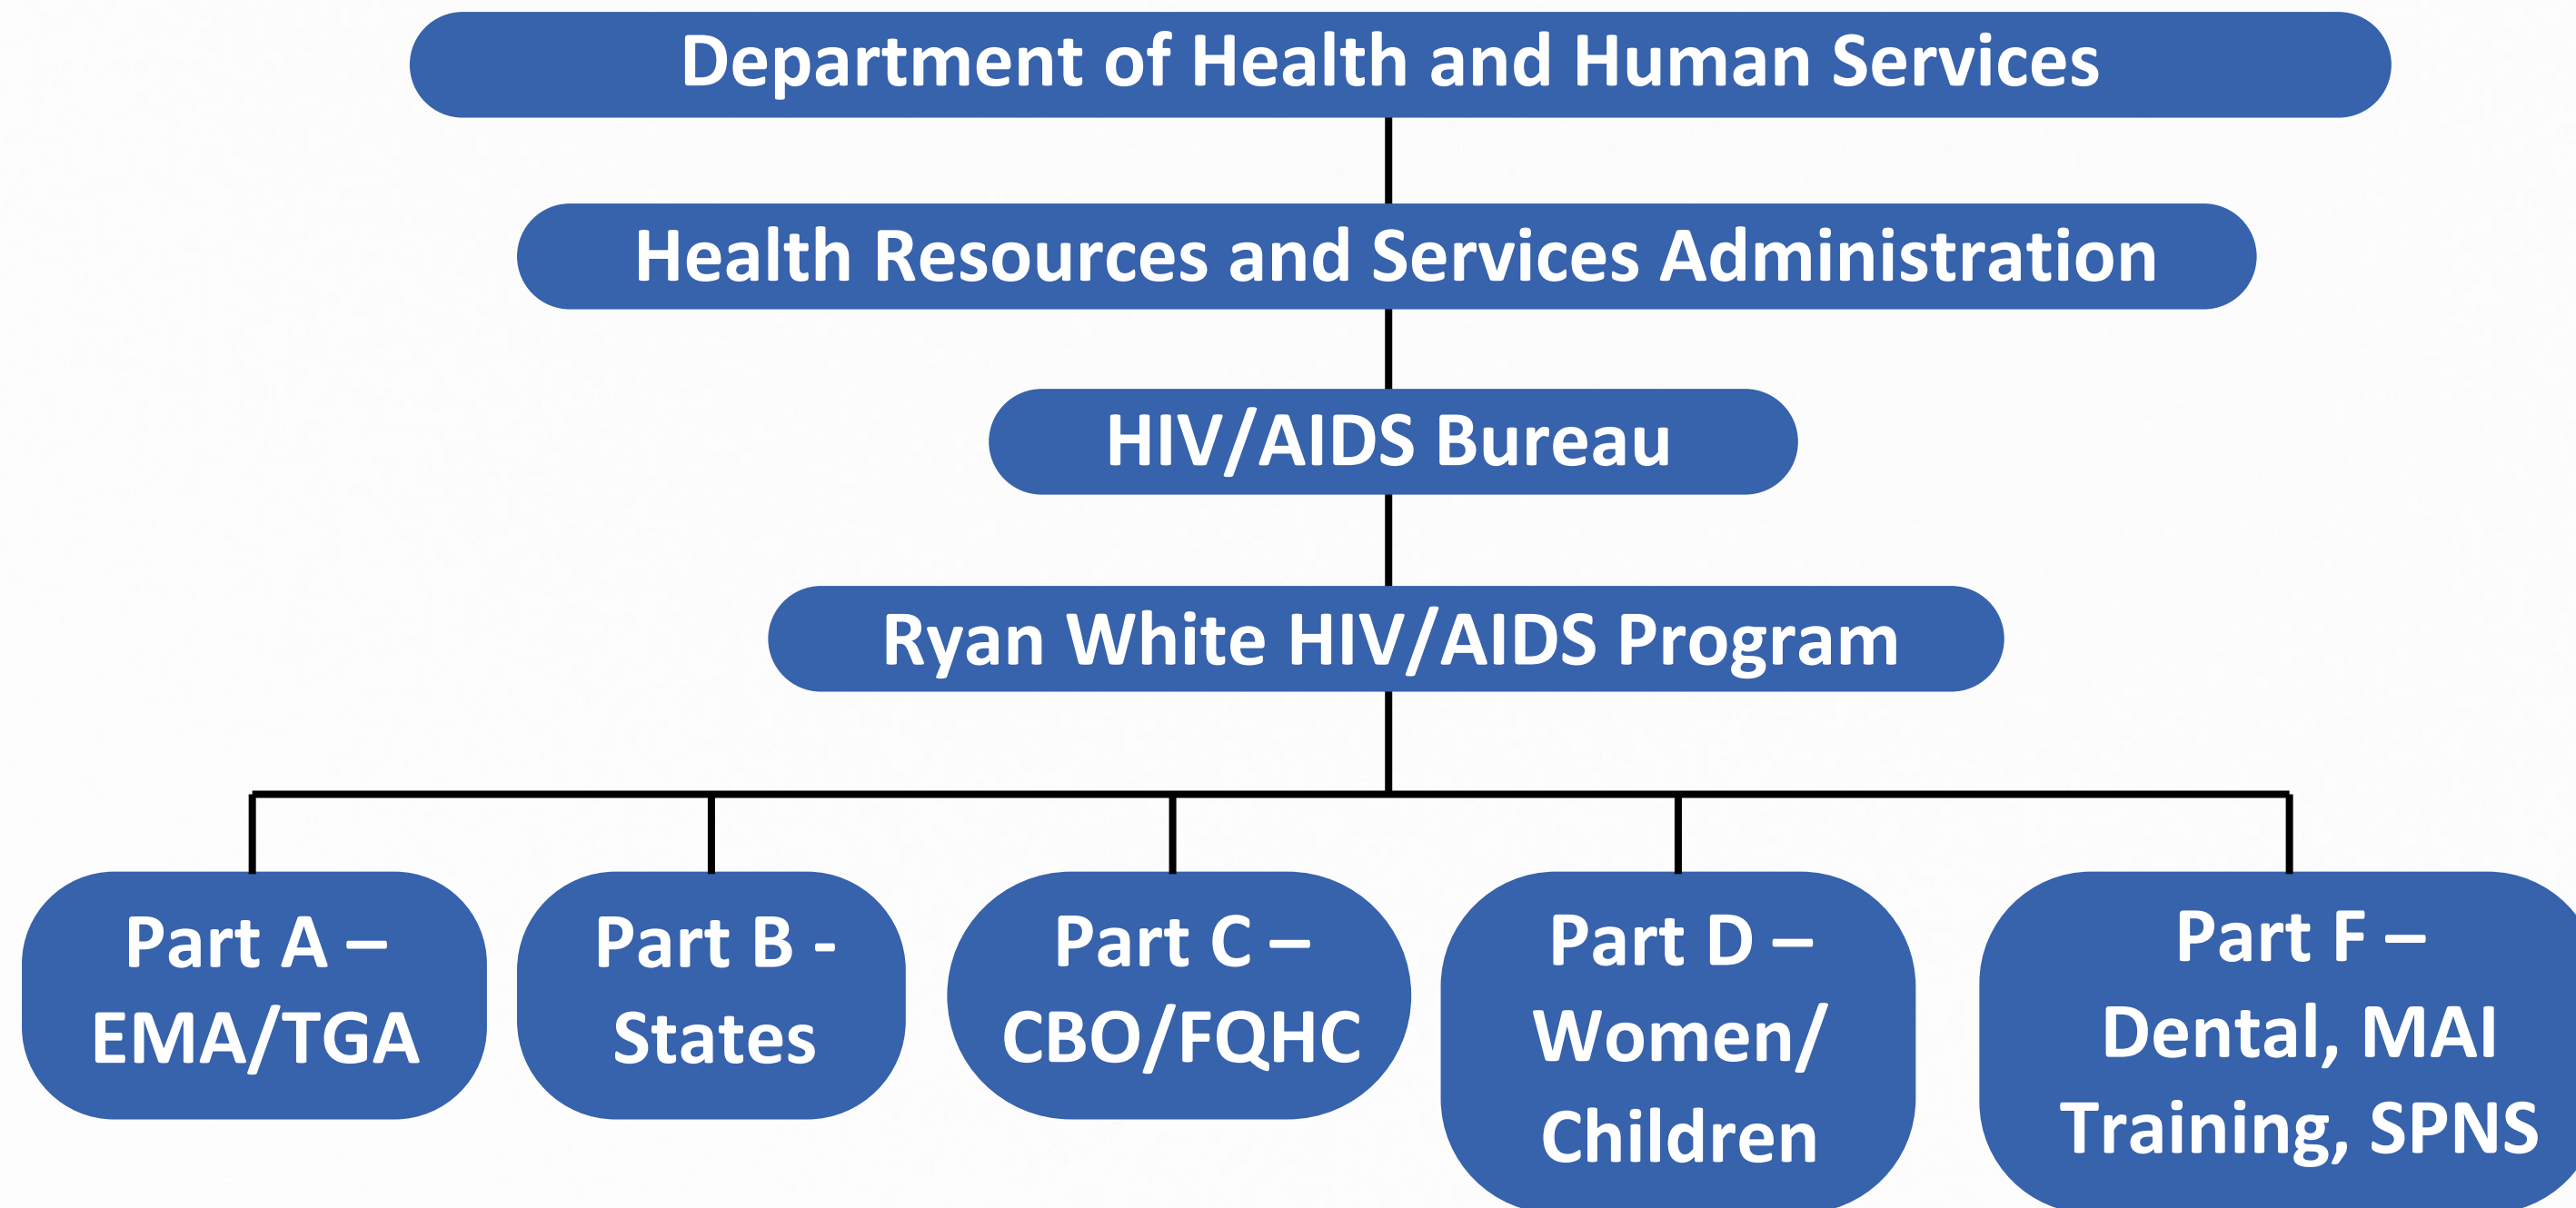 Department of Health and Human Services
Health Resources and Services Administration
HIV/AIDS Bureau
Ryan White HIV/AIDS Program
Part A –
EMA/TGA
Part B -
States
Part C –
CBO/FQHC
Part D –
Women/
Children
Part F –
Dental, MAI
Training, SPNS